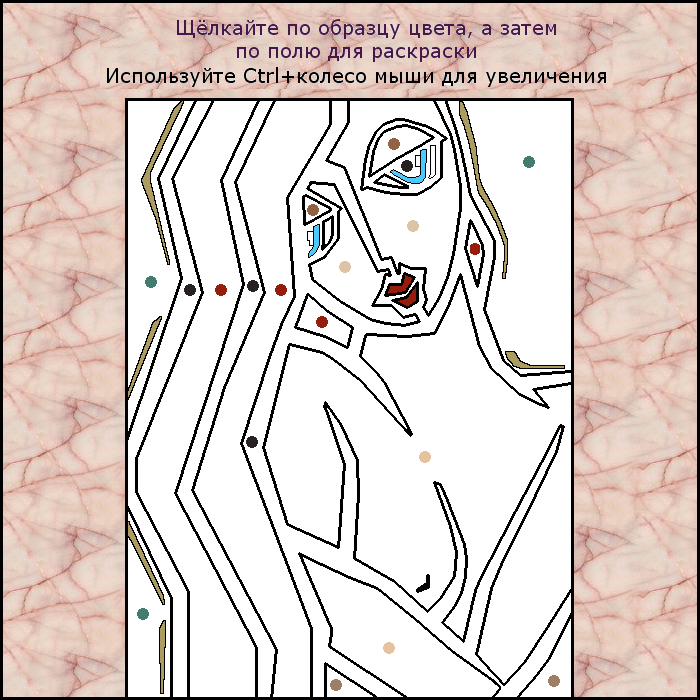 Щёлкайте по образцу цвета, а затем
по полю для раскраски
Используйте Ctrl+колесо мыши для увеличения